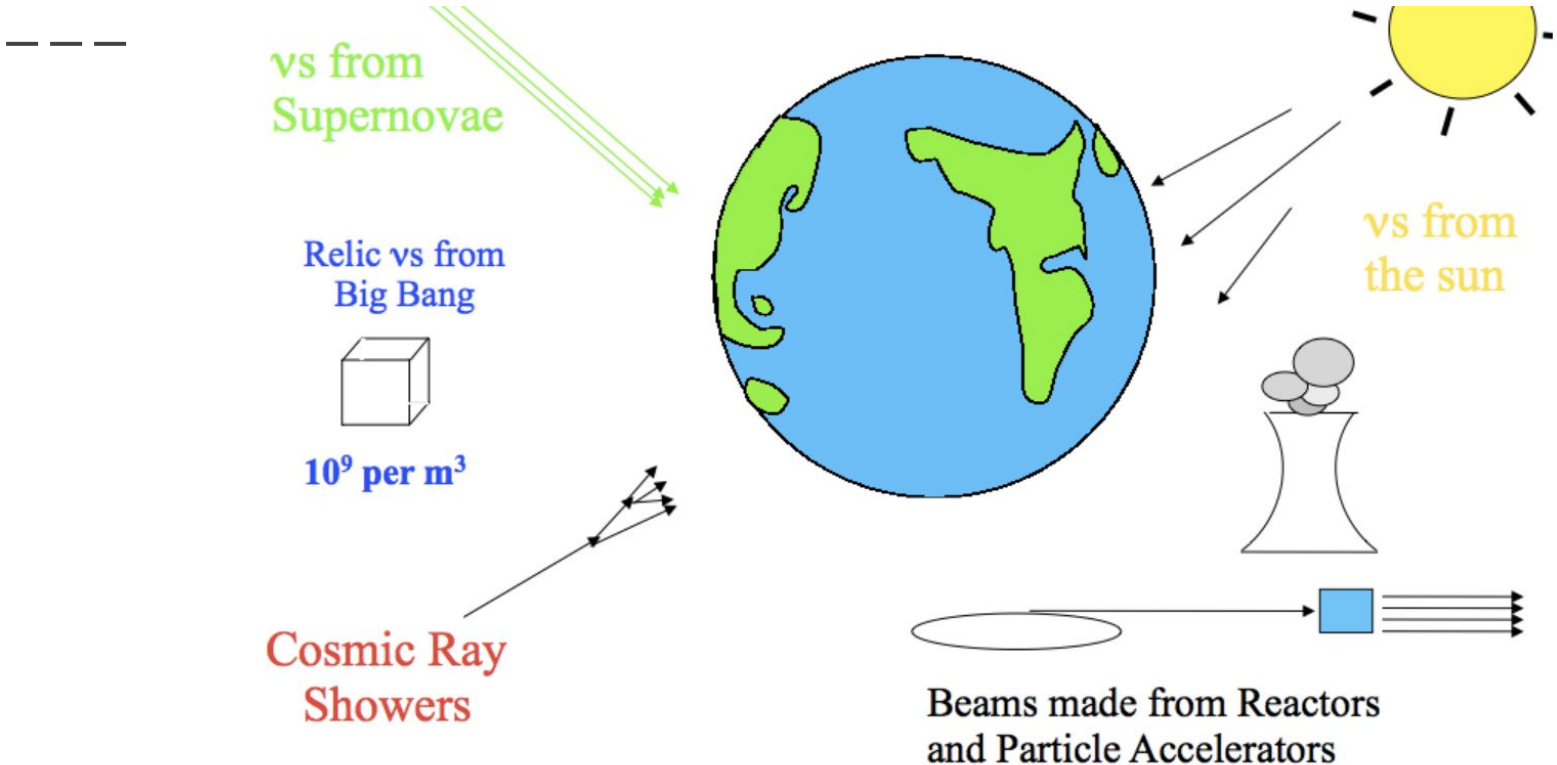 νs from
Supernovae
Relic νs from
Big Bang
10⁹ per m³
Cosmic Ray
Showers
νs from
the sun
Beams made from Reactors
and Particle Accelerators